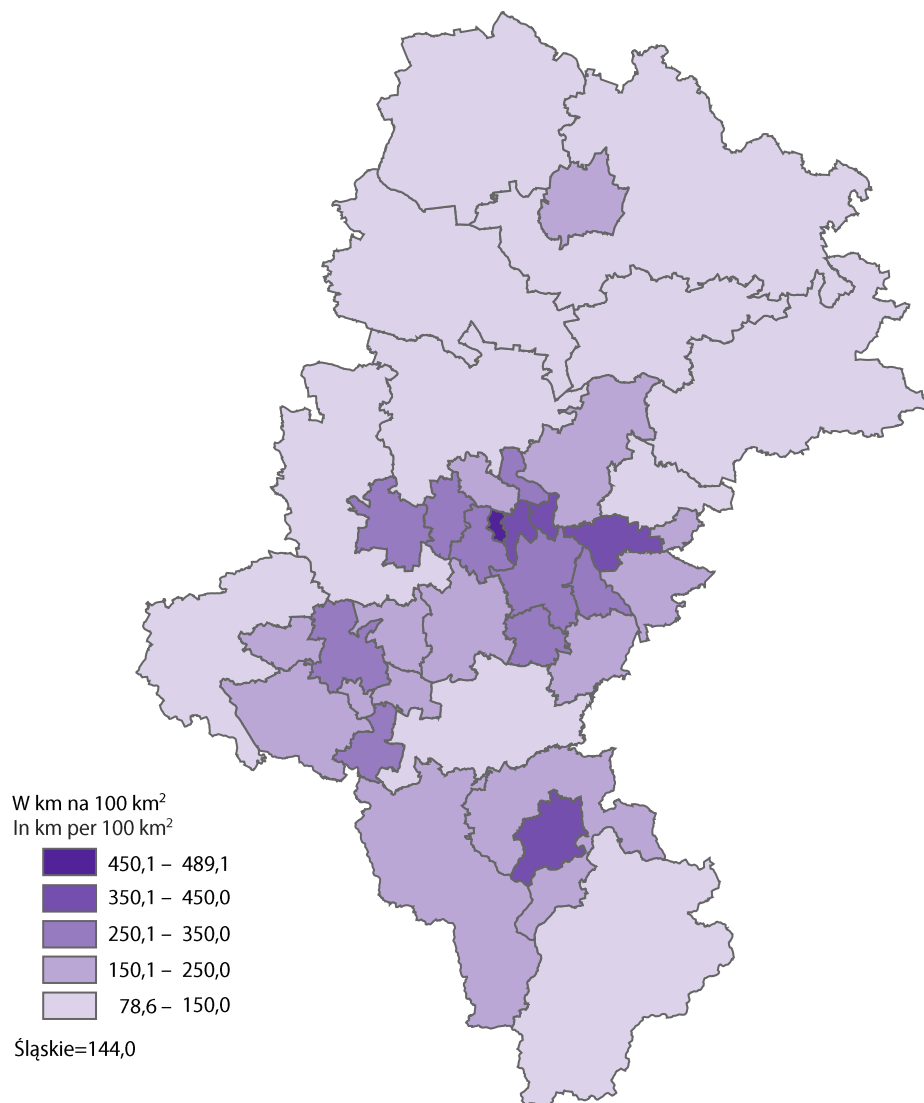 W km na 100 km²
In km per 100 km²
450,1 – 489,1
350,1 – 450,0
250,1 – 350,0
150,1 – 250,0
78,6 – 150,0
Śląskie=144,0